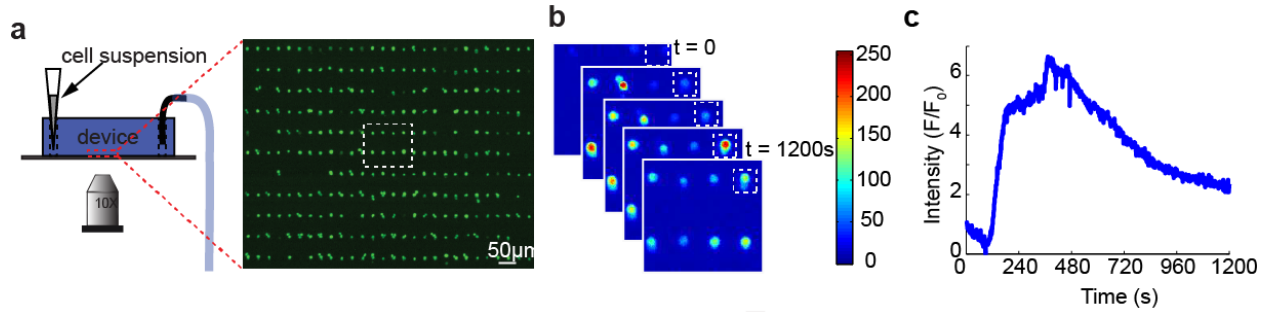 a
cell suspension
device
10X
50µm
b
t = 0
t = 1200s
250
200
150
100
50
0
c
Intensity (F/F0)
6
4
2
0
0 240 480 720 960 1200
Time (s)